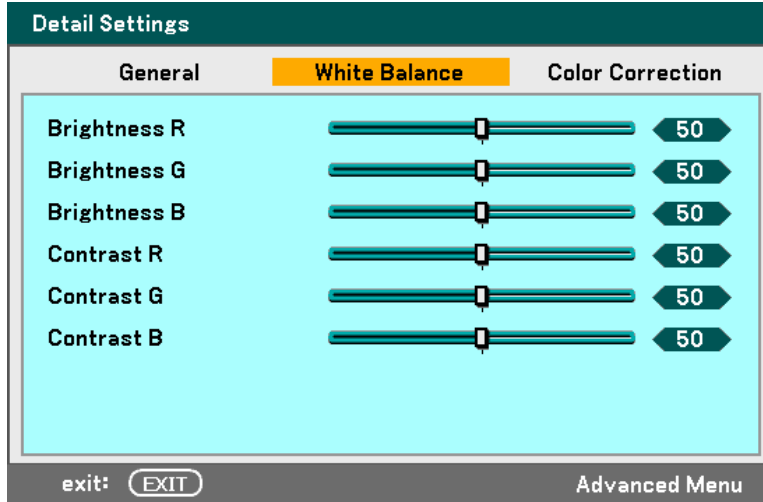 Detail Settings
General White Balance Color Correction
Brightness R 50
Brightness G 50
Brightness B 50
Contrast R 50
Contrast G 50
Contrast B 50
exit: EXIT Advanced Menu